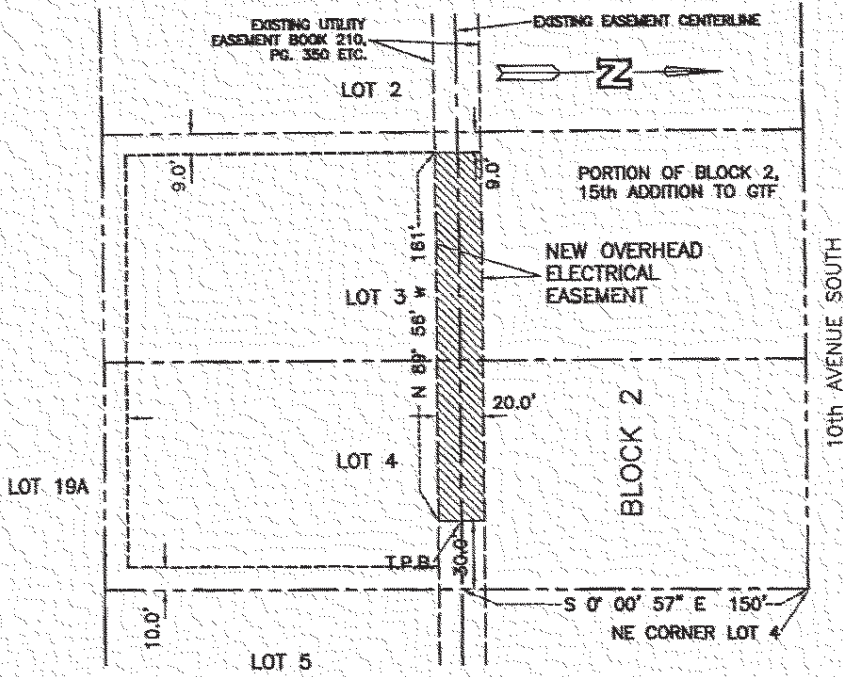 EXISTING UTILITY
EASEMENT BOOK 210,
PG. 350 ETC.
EXISTING EASEMENT CENTERLINE
N
LOT 2
9.0'
9.0'
PORTION OF BLOCK 2,
15th ADDITION TO GTF
NEW OVERHEAD
ELECTRICAL
EASEMENT
LOT 3
N 89° 56' W 161'
10th AVENUE SOUTH
20.0'
BLOCK 2
LOT 4
LOT 19A
T.P.B.
30.0'
S 0° 00' 57" E 150'
NE CORNER LOT 4
10.0'
LOT 5